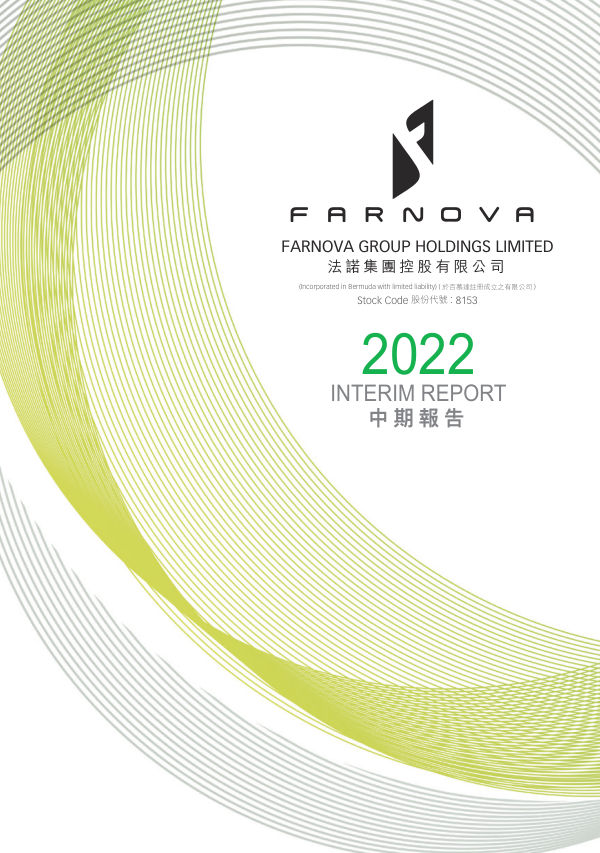 FARNOVA
FARNOVA GROUP HOLDINGS LIMITED
法諾集團控股有限公司
(Incorporated in Bermuda with limited liability) (於百慕達註冊成立之有限公司)
Stock Code 股份代號：8153
2022
INTERIM REPORT
中期報告